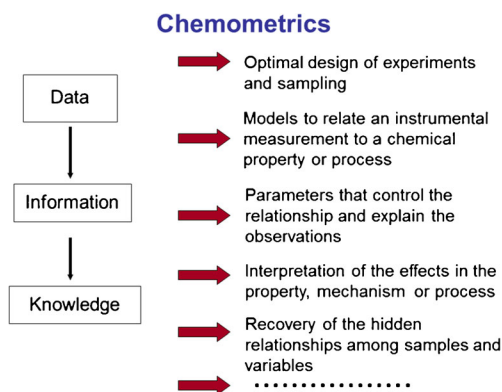 Chemometrics
Data
Information
Knowledge
Optimal design of experiments
and sampling
Models to relate an instrumental
measurement to a chemical
property or process
Parameters that control the
relationship and explain the
observations
Interpretation of the effects in the
property, mechanism or process
Recovery of the hidden
relationships among samples and
variables
.................